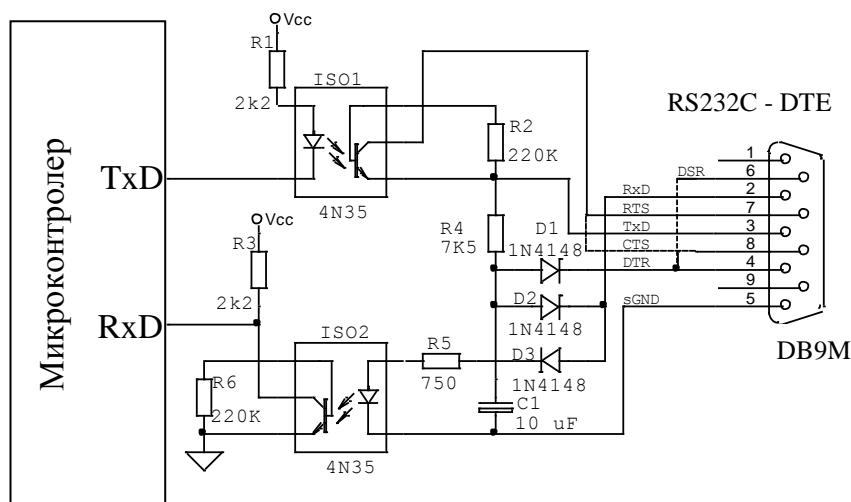 Микроконтролер
TxD
RxD
Vcc
R1
2k2
ISO1
4N35
R2
220K
R4
7K5
D1
1N4148
D2
1N4148
D3
1N4148
Vcc
R3
2k2
ISO2
4N35
R5
750
R6
220K
C1
10 uF
RS232C - DTE
DSR
RxD
RTS
TxD
CTS
DTR
sGND
1
6
2
7
3
8
4
9
5
DB9M